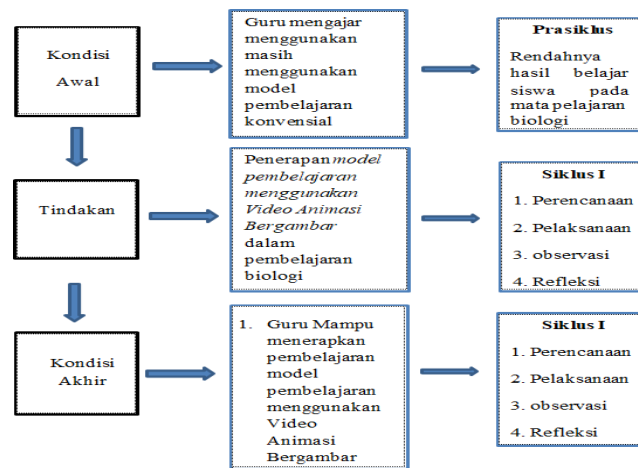 Kondisi
Awal
Guru mengajar
menggunakan
masih
menggunakan
model
pembelajaran
konvensial
Prasiklus
Rendahnya
hasil belajar
siswa pada
mata pelajaran
biologi
Tindakan
Penerapan model
pembelajaran
menggunakan
Video Animasi
Bergambar
dalam
pembelajaran
biologi
Siklus I
1. Perencanaan
2. Pelaksanaan
3. observasi
4. Refleksi
Kondisi
Akhir
1. Guru Mampu
menerapkan
pembelajaran
model
pembelajaran
menggunakan
Video
Animasi
Bergambar
Siklus I
1. Perencanaan
2. Pelaksanaan
3. observasi
4. Refleksi